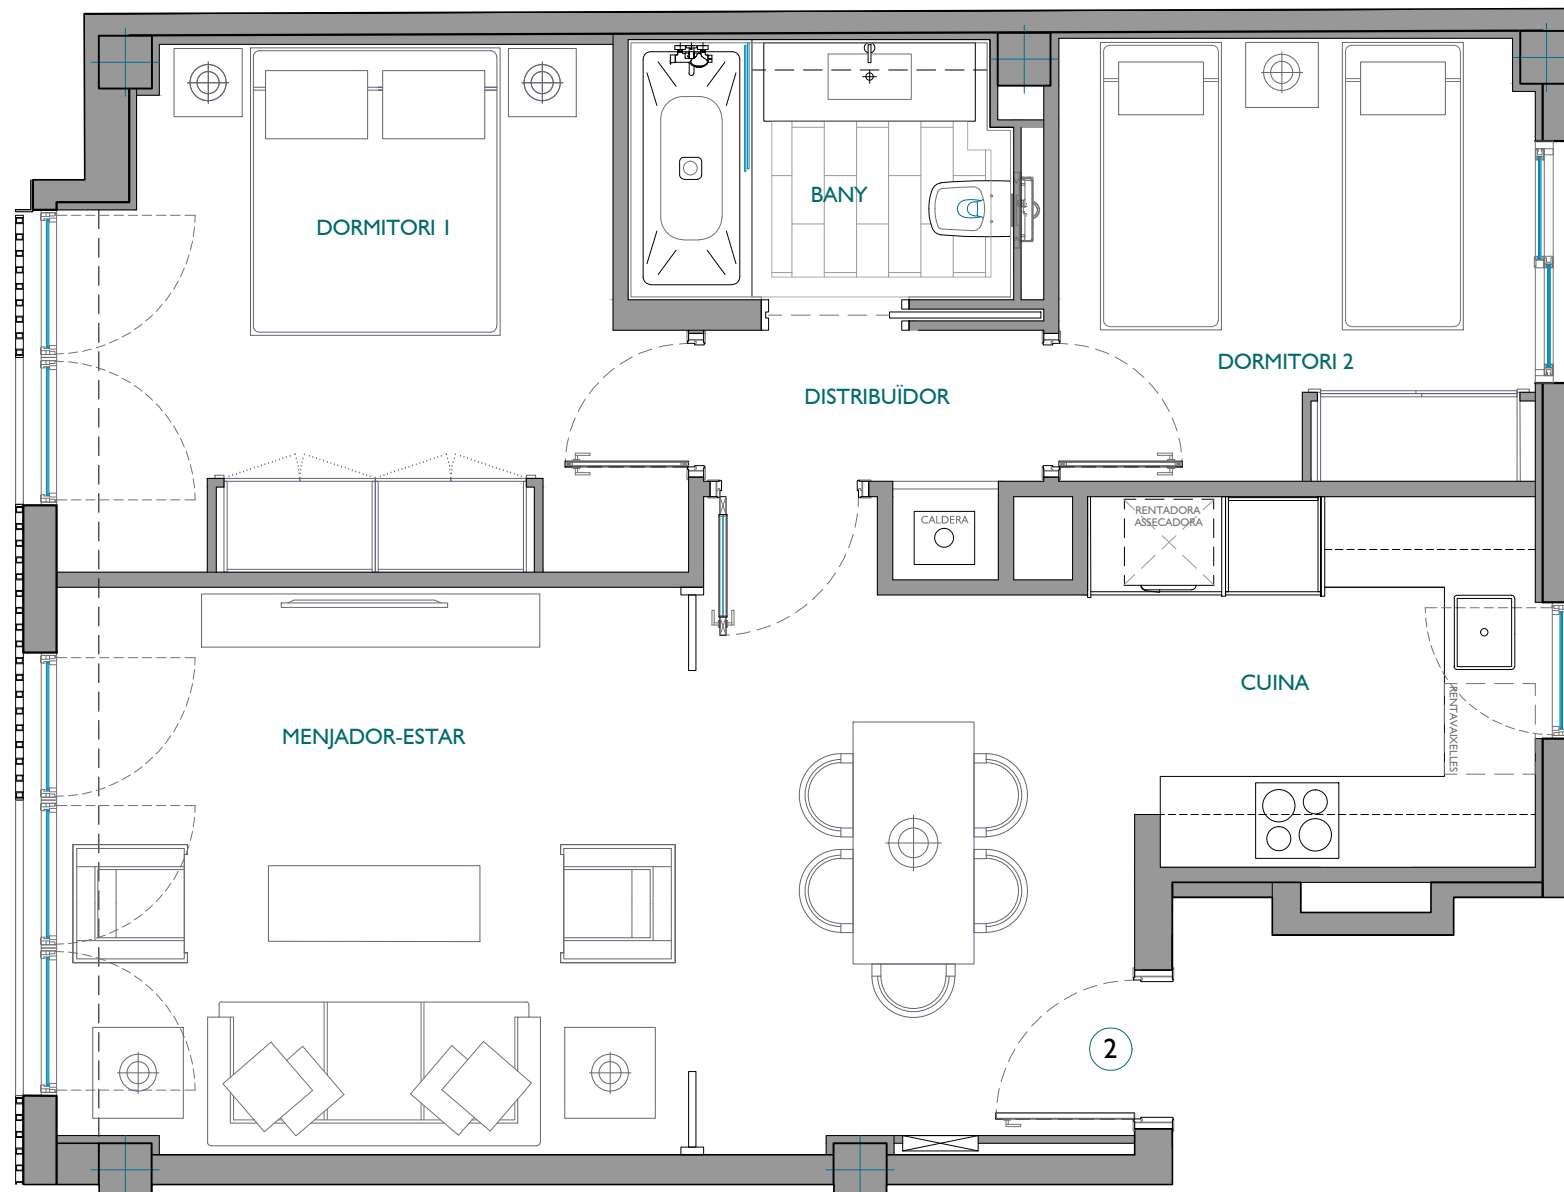 BANY
DORMITORI 1
DORMITORI 2
DISTRIBUÏDOR
CALDERA
RENTADORA
ASSECADORA
CUINA
RENTAVAIXELLES
MENJADOR-ESTAR
2